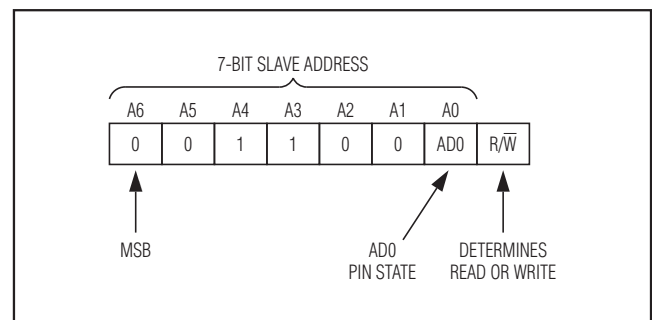 7-BIT SLAVE ADDRESS
A6 A5 A4 A3 A2 A1 A0
0 0 1 1 0 0 AD0 R/W̅
MSB
AD0
PIN STATE
DETERMINES
READ OR WRITE